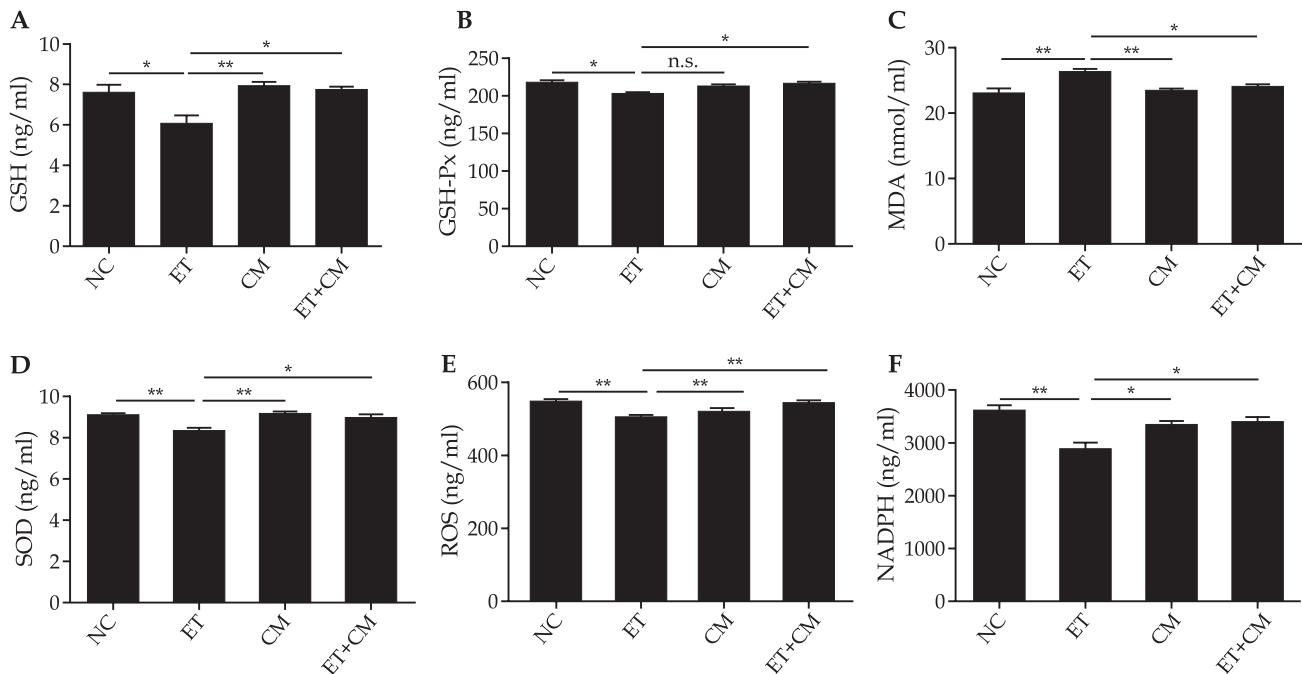 A
GSH (ng/ml)
10
8
6
4
2
0
*
*
**
NC
ET
CM
ET+CM
B
GSH-Px (ng/ml)
250
200
150
100
50
0
*
*
n.s.
NC
ET
CM
ET+CM
C
MDA (nmol/ml)
30
20
10
0
*
**
**
NC
ET
CM
ET+CM
D
SOD (ng/ml)
10
8
6
4
2
0
*
**
**
NC
ET
CM
ET+CM
E
ROS (ng/ml)
600
400
200
0
**
**
**
NC
ET
CM
ET+CM
F
NADPH (ng/ml)
4000
3000
2000
1000
0
*
**
*
NC
ET
CM
ET+CM